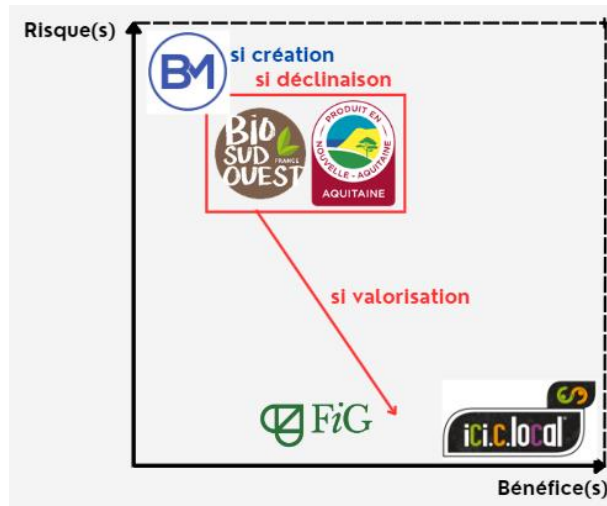 Risque(s)
BM
si création
si déclinaison
BIO
SUD
FRANCE
OUEST
PRODUIT EN
NOUVELLE-AQUITAINE
AQUITAINE
si valorisation
FiG
ici.c.local
Bénéfice(s)